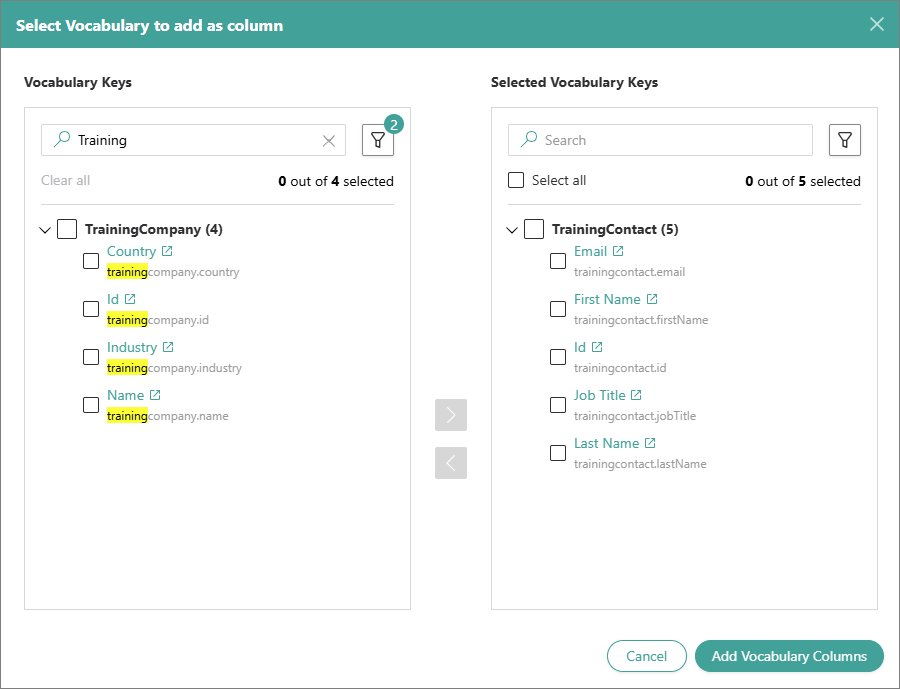 Select Vocabulary to add as column
Vocabulary Keys
Training
2
Clear all
0 out of 4 selected
TrainingCompany (4)
Country
trainingcompany.country
Id
trainingcompany.id
Industry
trainingcompany.industry
Name
trainingcompany.name
Selected Vocabulary Keys
Search
Select all
0 out of 5 selected
TrainingContact (5)
Email
trainingcontact.email
First Name
trainingcontact.firstName
Id
trainingcontact.id
Job Title
trainingcontact.jobTitle
Last Name
trainingcontact.lastName
Cancel
Add Vocabulary Columns